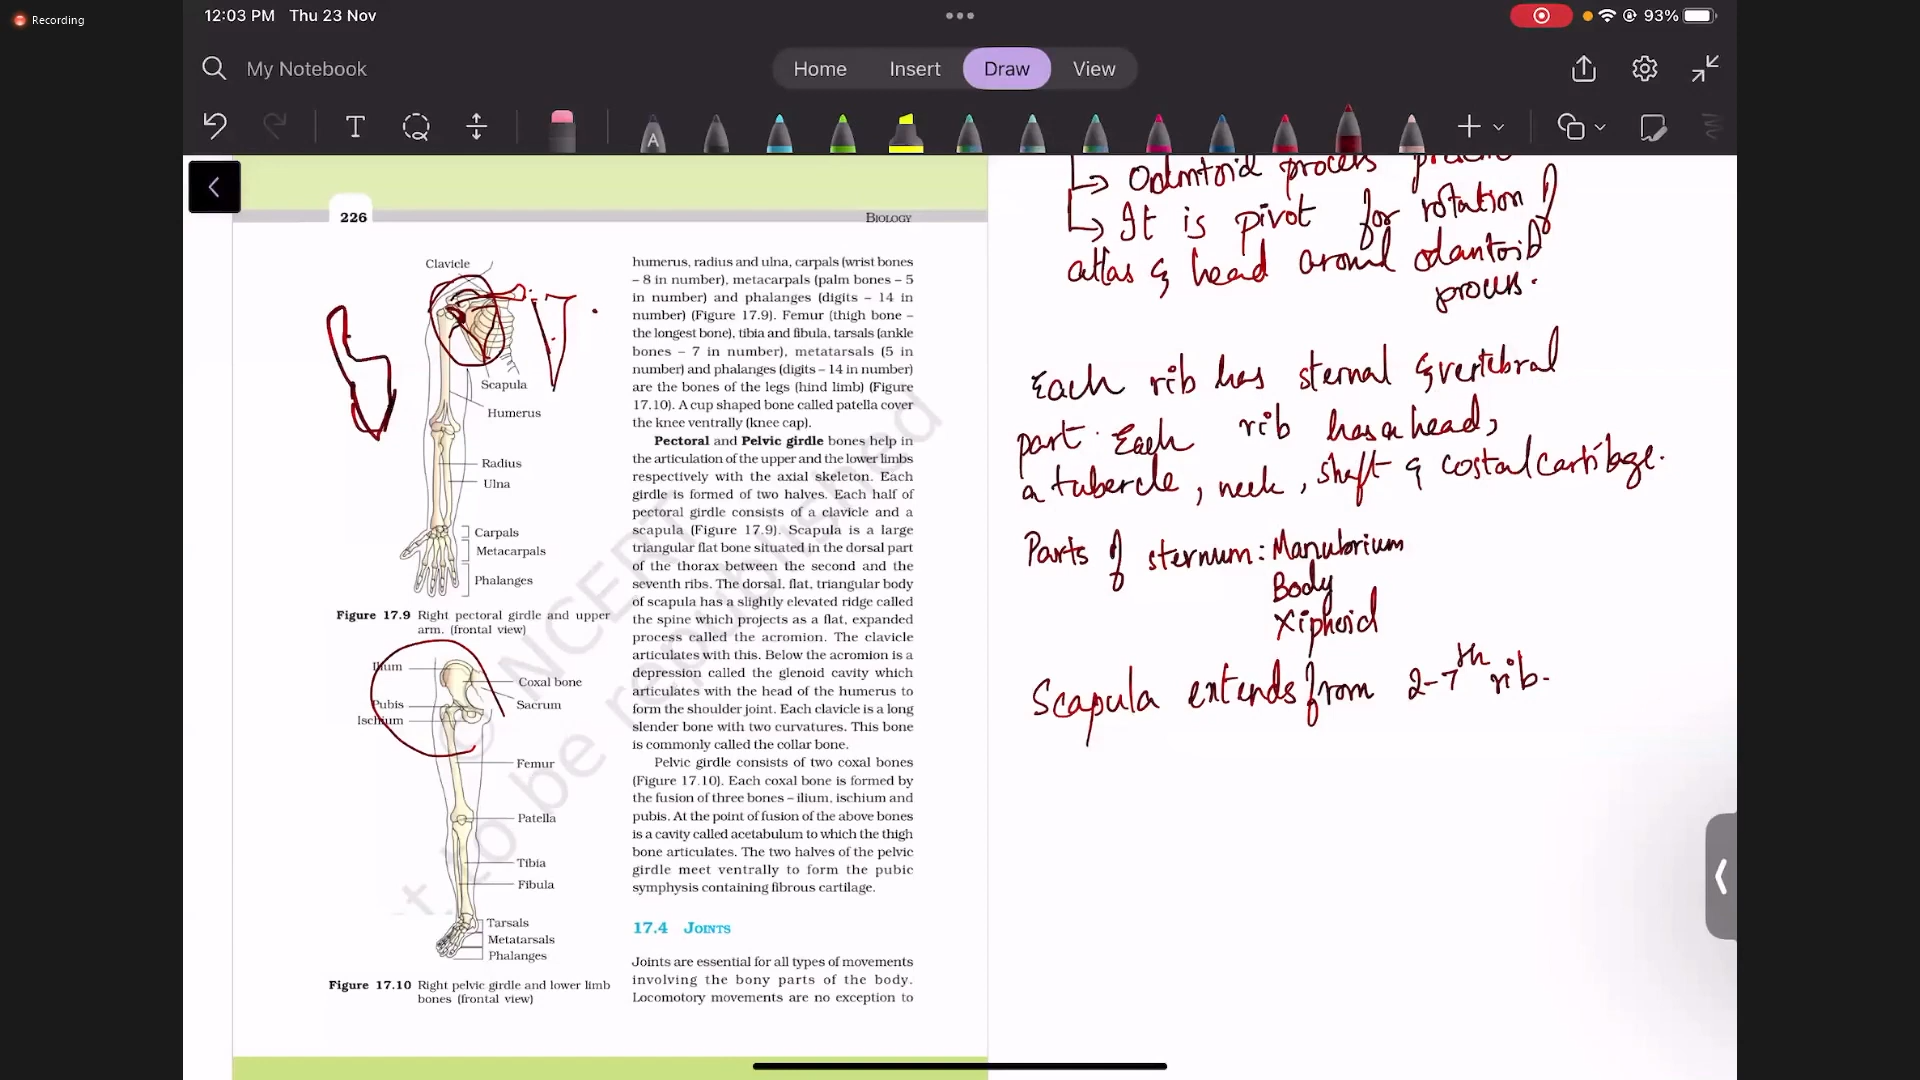 Recording
12:03 PM Thu 23 Nov
93%
My Notebook
Home Insert Draw View
T
A
226
BIOLOGY
Clavicle
Scapula
Humerus
Radius
Ulna
Carpals
Metacarpals
Phalanges
Figure 17.9 Right pectoral girdle and upper
arm. (frontal view)
Ilium
Coxal bone
Pubis
Sacrum
Ischium
Femur
Patella
Tibia
Fibula
Tarsals
Metatarsals
Phalanges
Figure 17.10 Right pelvic girdle and lower limb
bones (frontal view)
humerus, radius and ulna, carpals (wrist bones
– 8 in number), metacarpals (palm bones – 5
in number) and phalanges (digits – 14 in
number) (Figure 17.9). Femur (thigh bone –
the longest bone), tibia and fibula, tarsals (ankle
bones – 7 in number), metatarsals (5 in
number) and phalanges (digits – 14 in number)
are the bones of the legs (hind limb) (Figure
17.10). A cup shaped bone called patella cover
the knee ventrally (knee cap).
Pectoral and Pelvic girdle bones help in
the articulation of the upper and the lower limbs
respectively with the axial skeleton. Each
girdle is formed of two halves. Each half of
pectoral girdle consists of a clavicle and a
scapula (Figure 17.9). Scapula is a large
triangular flat bone situated in the dorsal part
of the thorax between the second and the
seventh ribs. The dorsal, flat, triangular body
of scapula has a slightly elevated ridge called
the spine which projects as a flat, expanded
process called the acromion. The clavicle
articulates with this. Below the acromion is a
depression called the glenoid cavity which
articulates with the head of the humerus to
form the shoulder joint. Each clavicle is a long
slender bone with two curvatures. This bone
is commonly called the collar bone.
Pelvic girdle consists of two coxal bones
(Figure 17.10). Each coxal bone is formed by
the fusion of three bones – ilium, ischium and
pubis. At the point of fusion of the above bones
is a cavity called acetabulum to which the thigh
bone articulates. The two halves of the pelvic
girdle meet ventrally to form the pubic
symphysis containing fibrous cartilage.
17.4 JOINTS
Joints are essential for all types of movements
involving the bony parts of the body.
Locomotory movements are no exception to
© NCERT
be republished
process
It is pivot for rotation of
atlas & head around odantoid
process.
Each rib has sternal & vertebral
part. Each rib has a head,
a tubercle, neck, shaft & costal cartilage.
Parts of sternum: Manubrium
Body
Xiphoid
Scapula extends from 2-7th rib.